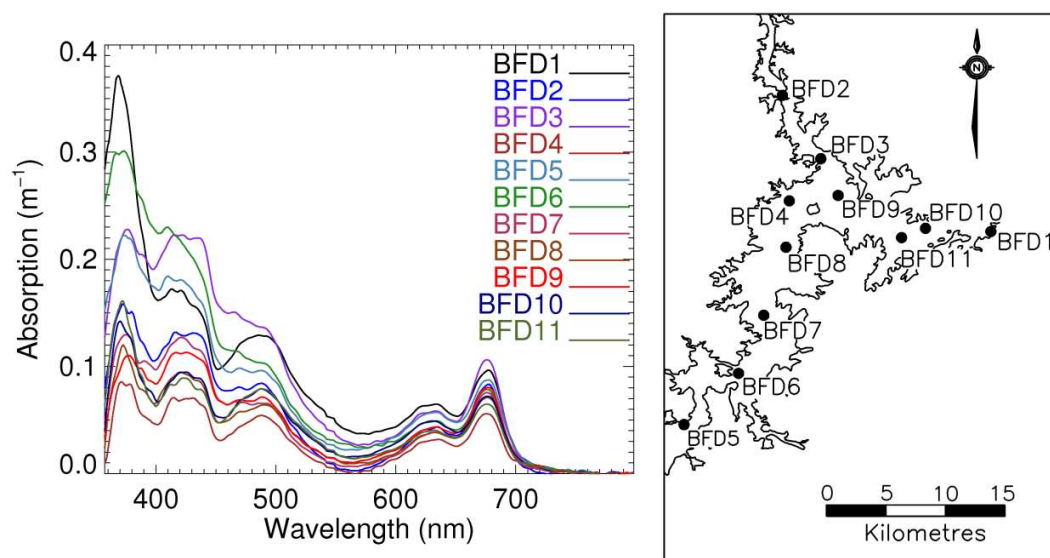 0.4
0.3
0.2
0.1
0.0
Absorption (m⁻¹)
400
500
600
700
Wavelength (nm)
BFD1
BFD2
BFD3
BFD4
BFD5
BFD6
BFD7
BFD8
BFD9
BFD10
BFD11
N
BFD2
BFD3
BFD4
BFD9
BFD10
BFD1
BFD8
BFD11
BFD7
BFD6
BFD5
0 5 10 15
Kilometres